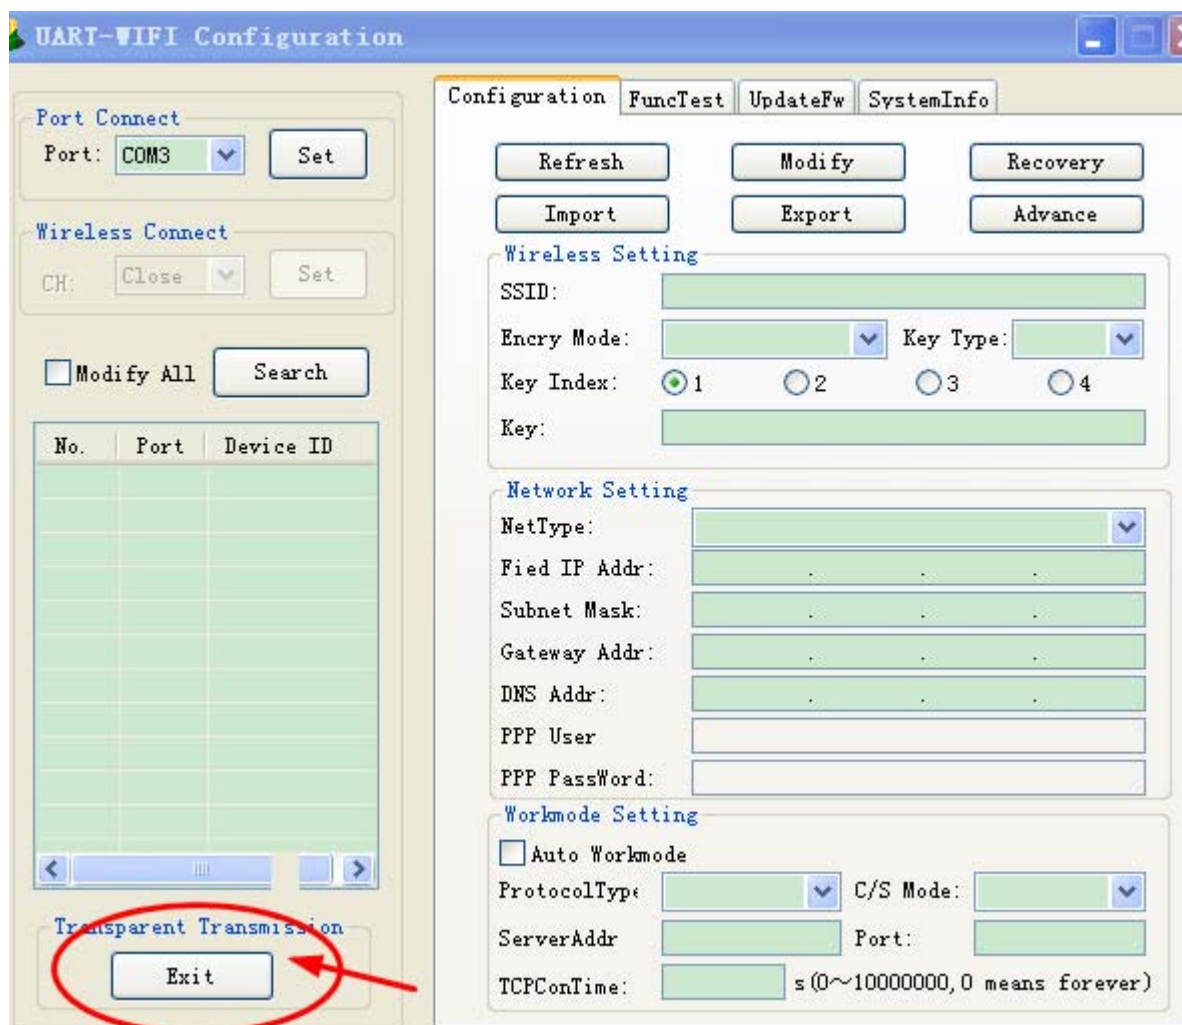 UART-WIFI Configuration
Port Connect
Port: COM3 Set
Wireless Connect
CH: Close Set
Modify All Search
No. Port Device ID
Transparent Transmission
Exit
Configuration FuncTest UpdateFw SystemInfo
Refresh Modify Recovery
Import Export Advance
Wireless Setting
SSID:
Encry Mode: Key Type:
Key Index: 1 2 3 4
Key:
Network Setting
NetType:
Fied IP Addr: . . .
Subnet Mask: . . .
Gateway Addr: . . .
DNS Addr: . . .
PPP User
PPP PassWord:
Workmode Setting
Auto Workmode
ProtocolType C/S Mode:
ServerAddr Port:
TCPConTime: s(0~10000000,0 means forever)